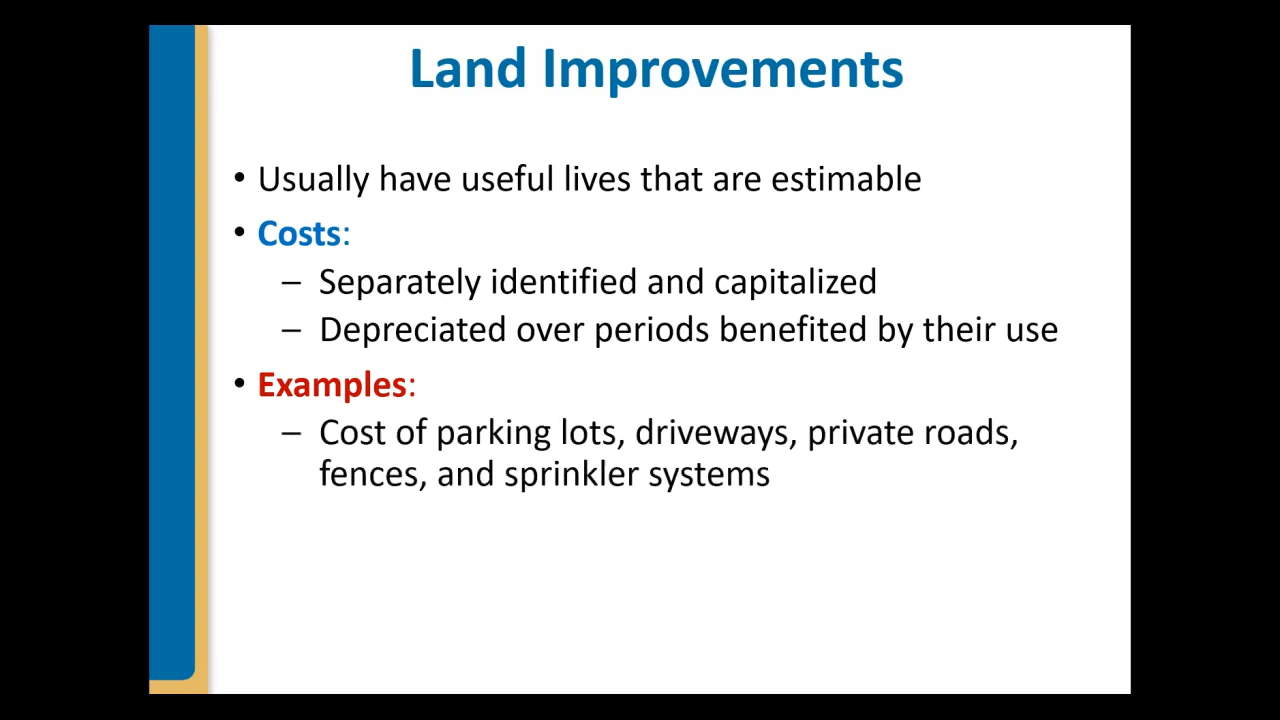 Land Improvements
• Usually have useful lives that are estimable
• Costs:
– Separately identified and capitalized
– Depreciated over periods benefited by their use
• Examples:
– Cost of parking lots, driveways, private roads,
fences, and sprinkler systems